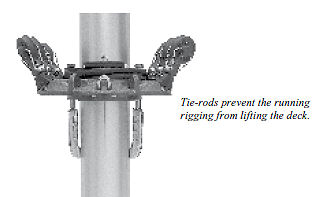 Tie-rods prevent the running
rigging from lifting the deck.